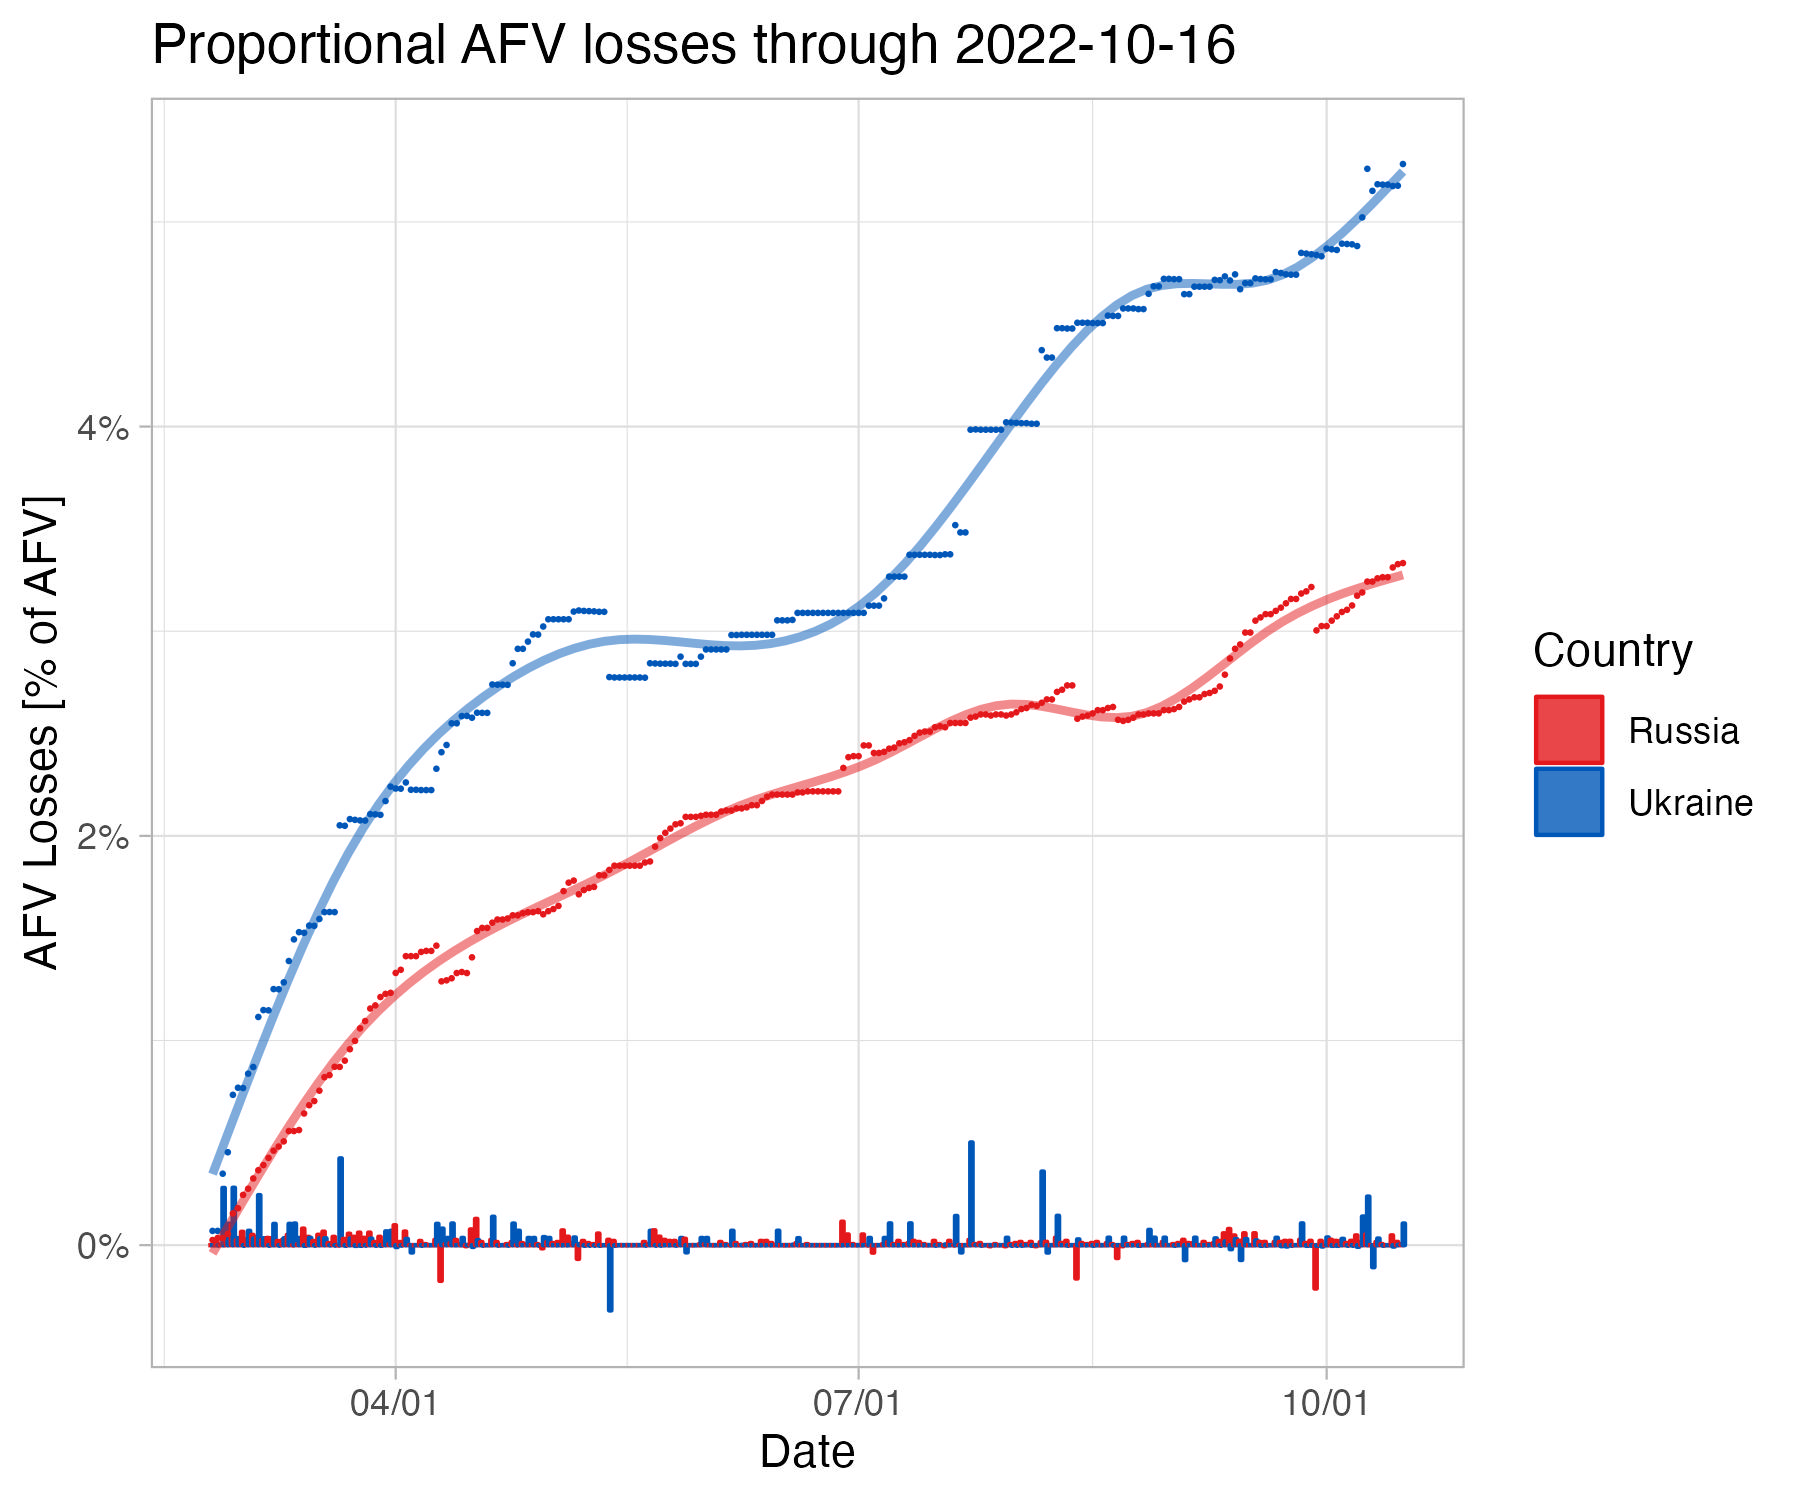 Proportional AFV losses through 2022-10-16
AFV Losses [% of AFV]
4%
2%
0%
04/01
07/01
10/01
Date
Country
Russia
Ukraine